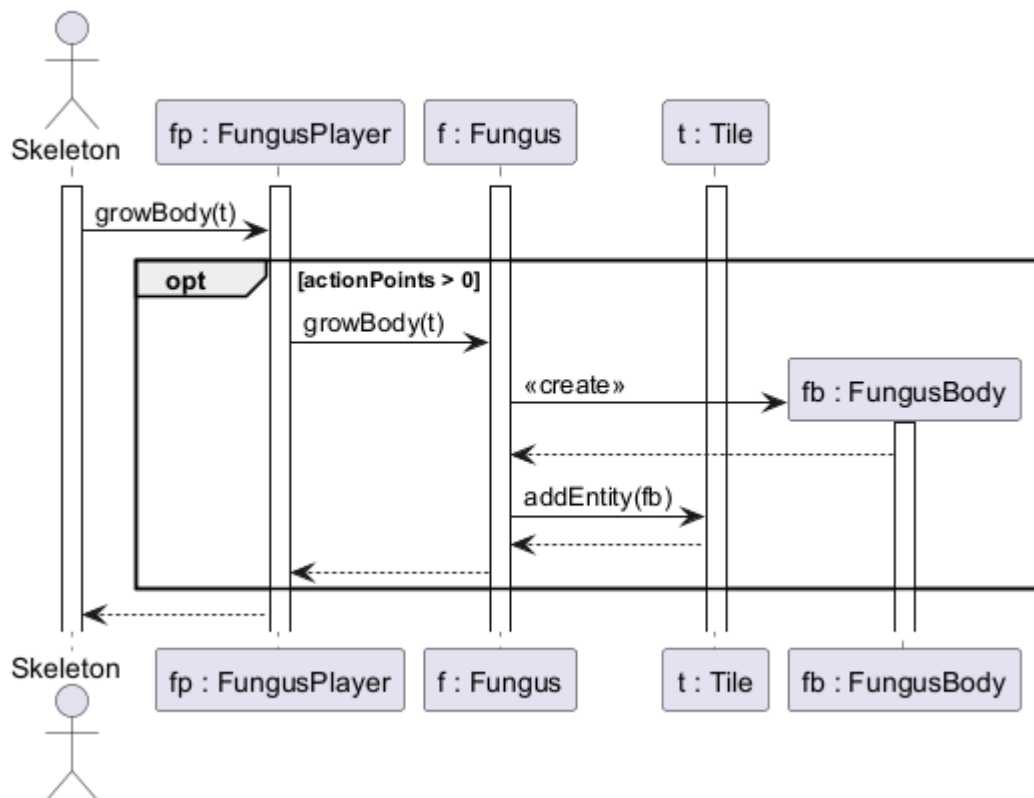 Skeleton
fp : FungusPlayer
f : Fungus
t : Tile
growBody(t)
opt
[actionPoints > 0]
growBody(t)
«create»
fb : FungusBody
addEntity(fb)
Skeleton
fp : FungusPlayer
f : Fungus
t : Tile
fb : FungusBody